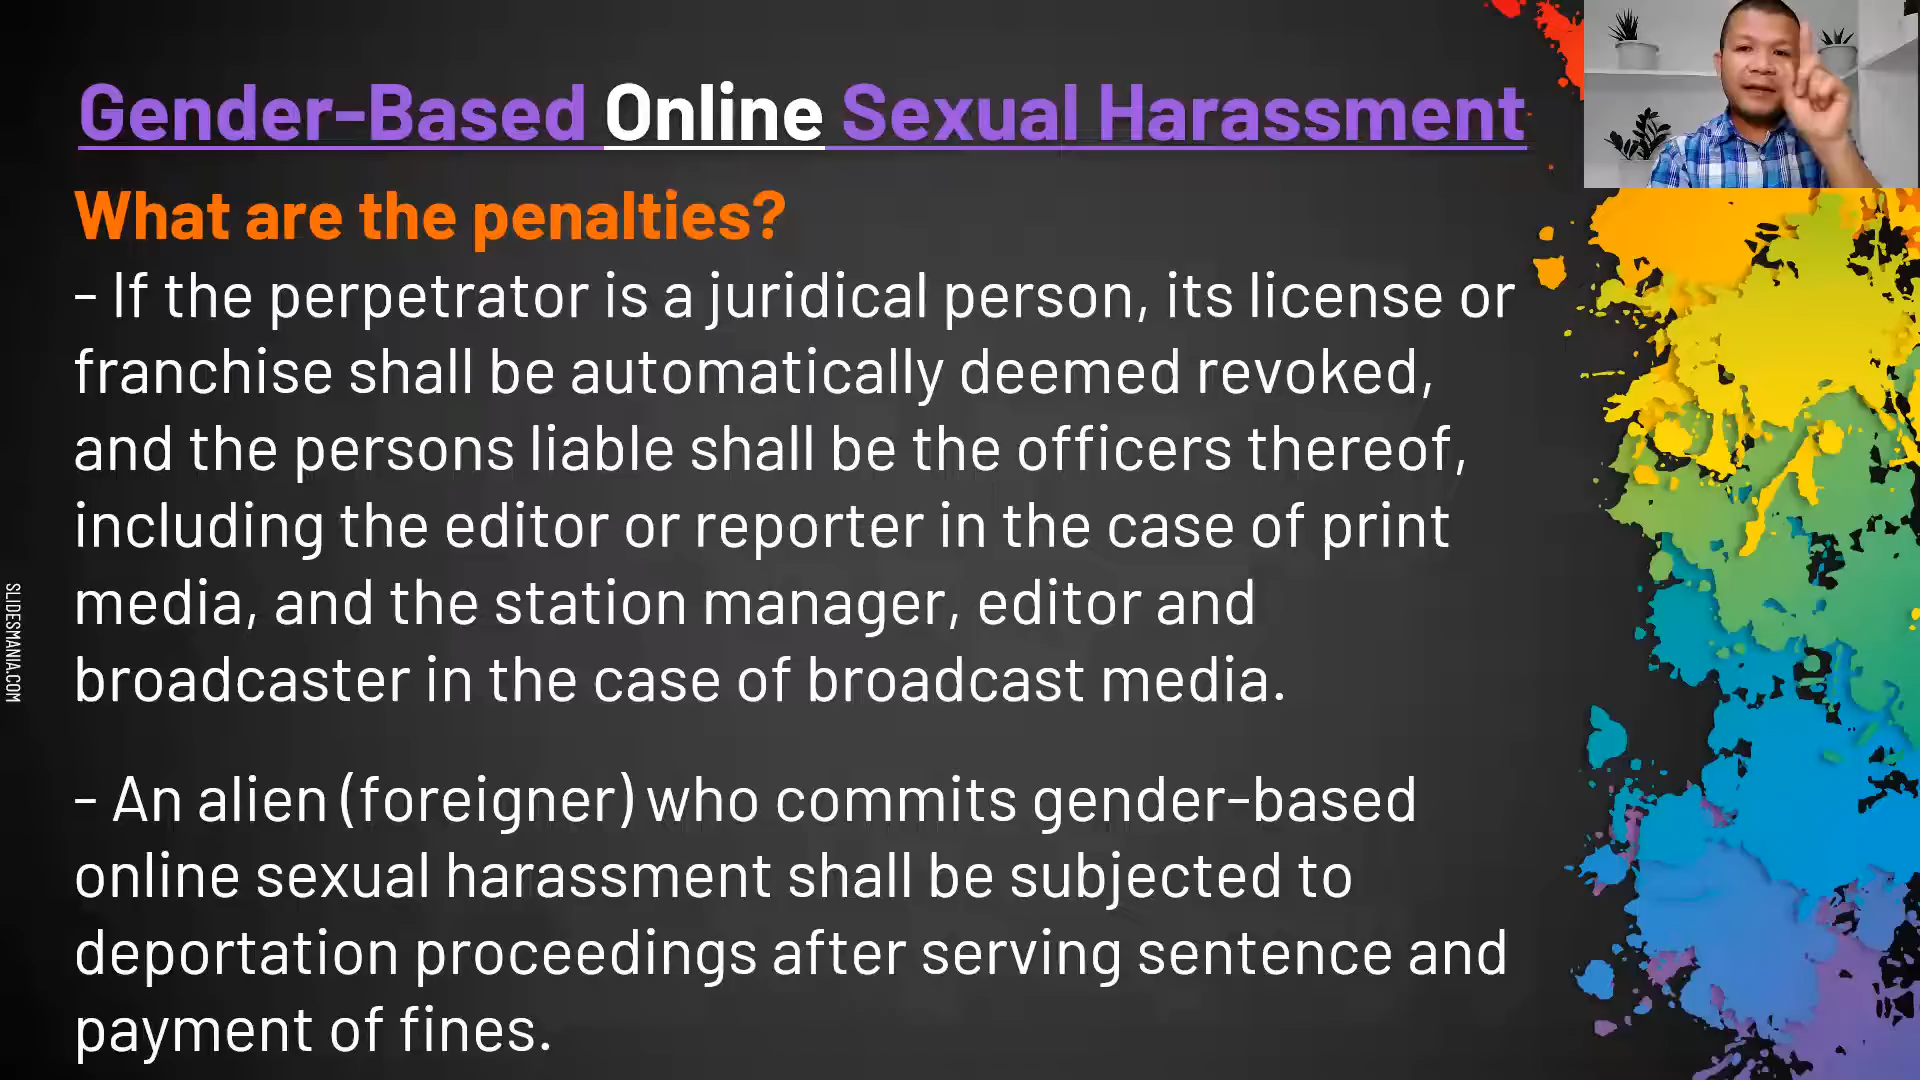 Gender-Based Online Sexual Harassment
What are the penalties?
- If the perpetrator is a juridical person, its license or
franchise shall be automatically deemed revoked,
and the persons liable shall be the officers thereof,
including the editor or reporter in the case of print
media, and the station manager, editor and
broadcaster in the case of broadcast media.
- An alien (foreigner) who commits gender-based
online sexual harassment shall be subjected to
deportation proceedings after serving sentence and
payment of fines.
SLIDESMANIA.COM